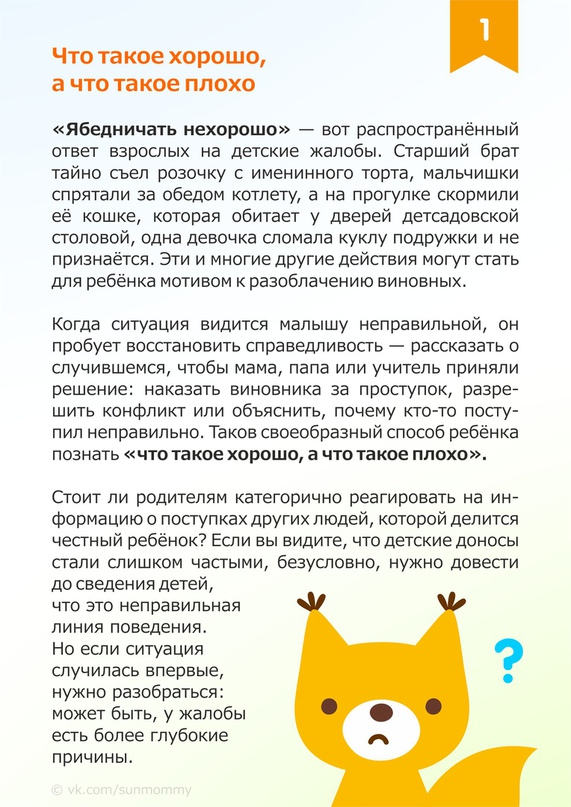 1
Что такое хорошо,
а что такое плохо
«Ябедничать нехорошо» — вот распространённый
ответ взрослых на детские жалобы. Старший брат
тайно съел розочку с именинного торта, мальчишки
спрятали за обедом котлету, а на прогулке скормили
её кошке, которая обитает у дверей детсадовской
столовой, одна девочка сломала куклу подружки и не
признаётся. Эти и многие другие действия могут стать
для ребёнка мотивом к разоблачению виновных.
Когда ситуация видится малышу неправильной, он
пробует восстановить справедливость — рассказать о
случившемся, чтобы мама, папа или учитель приняли
решение: наказать виновника за проступок, разре-
шить конфликт или объяснить, почему кто-то посту-
пил неправильно. Таков своеобразный способ ребёнка
познать «что такое хорошо, а что такое плохо».
Стоит ли родителям категорично реагировать на ин-
формацию о поступках других людей, которой делится
честный ребёнок? Если вы видите, что детские доносы
стали слишком частыми, безусловно, нужно довести
до сведения детей,
что это неправильная
линия поведения.
Но если ситуация
случилась впервые,
нужно разобраться:
может быть, у жалобы
есть более глубокие
причины.
?
© vk.com/sunmommy